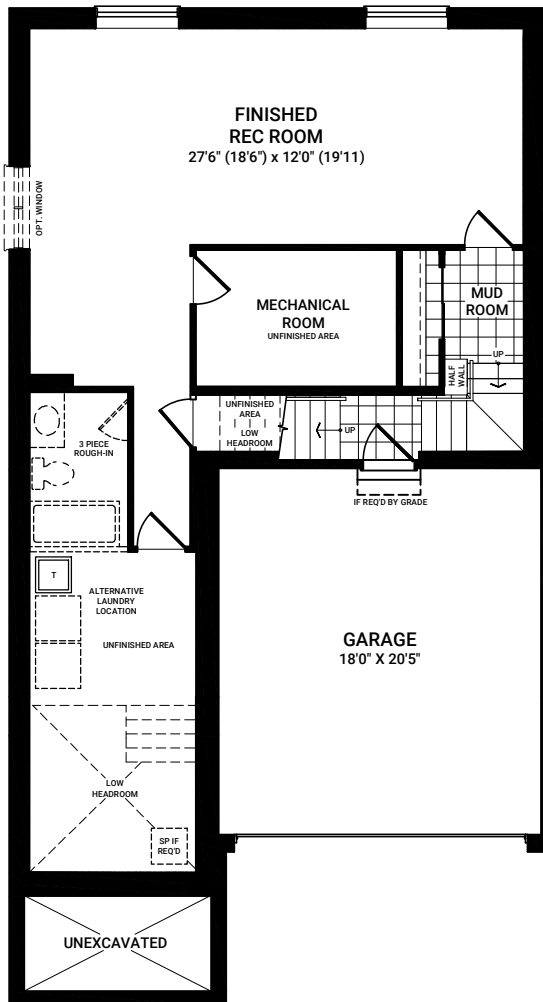 FINISHED
REC ROOM
27'6" (18'6") x 12'0" (19'11)
OPT. WINDOW
MECHANICAL
ROOM
UNFINISHED AREA
MUD
ROOM
UP
HALF
WALL
UNFINISHED
AREA
LOW
HEADROOM
UP
3 PIECE
ROUGH-IN
IF REQ'D BY GRADE
T
ALTERNATIVE
LAUNDRY
LOCATION
UNFINISHED AREA
GARAGE
18'0" X 20'5"
LOW
HEADROOM
SP IF
REQ'D
UNEXCAVATED